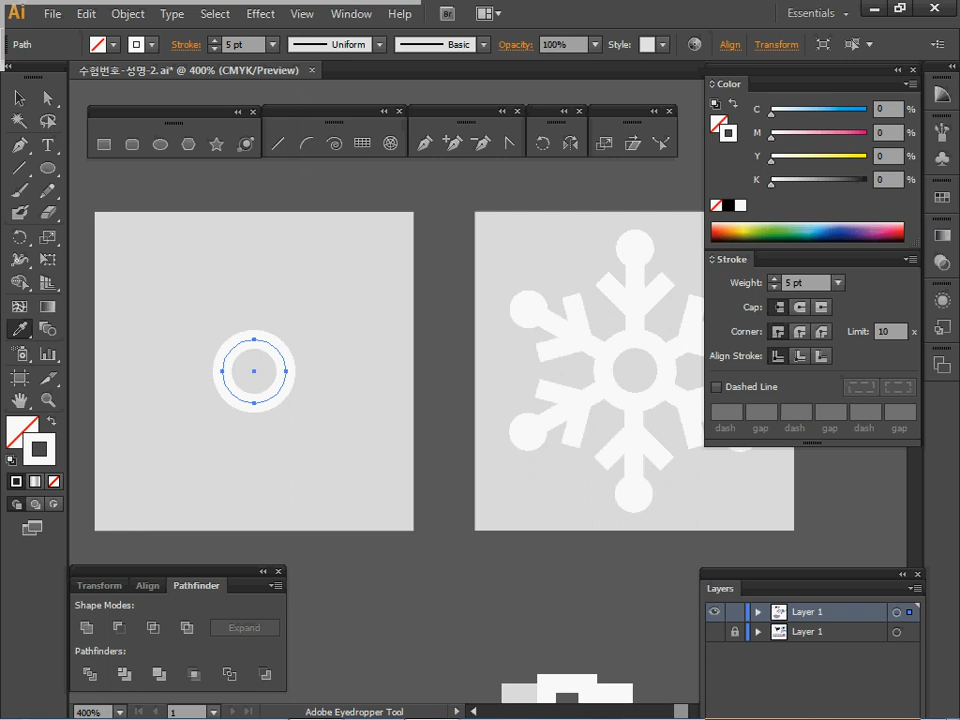 Ai File Edit Object Type Select Effect View Window Help Br Essentials
Path Stroke: 5 pt Uniform Basic Opacity: 100% Style: Align Transform
수험번호-성명-2.ai* @ 400% (CMYK/Preview)
Color
C 0 %
M 0 %
Y 0 %
K 0 %
Stroke
Weight: 5 pt
Cap:
Corner: Limit: 10 x
Align Stroke:
Dashed Line
dash gap dash gap dash gap
Transform Align Pathfinder
Shape Modes:
Expand
Pathfinders:
Layers
Layer 1
Layer 1
400% 1 Adobe Eyedropper Tool